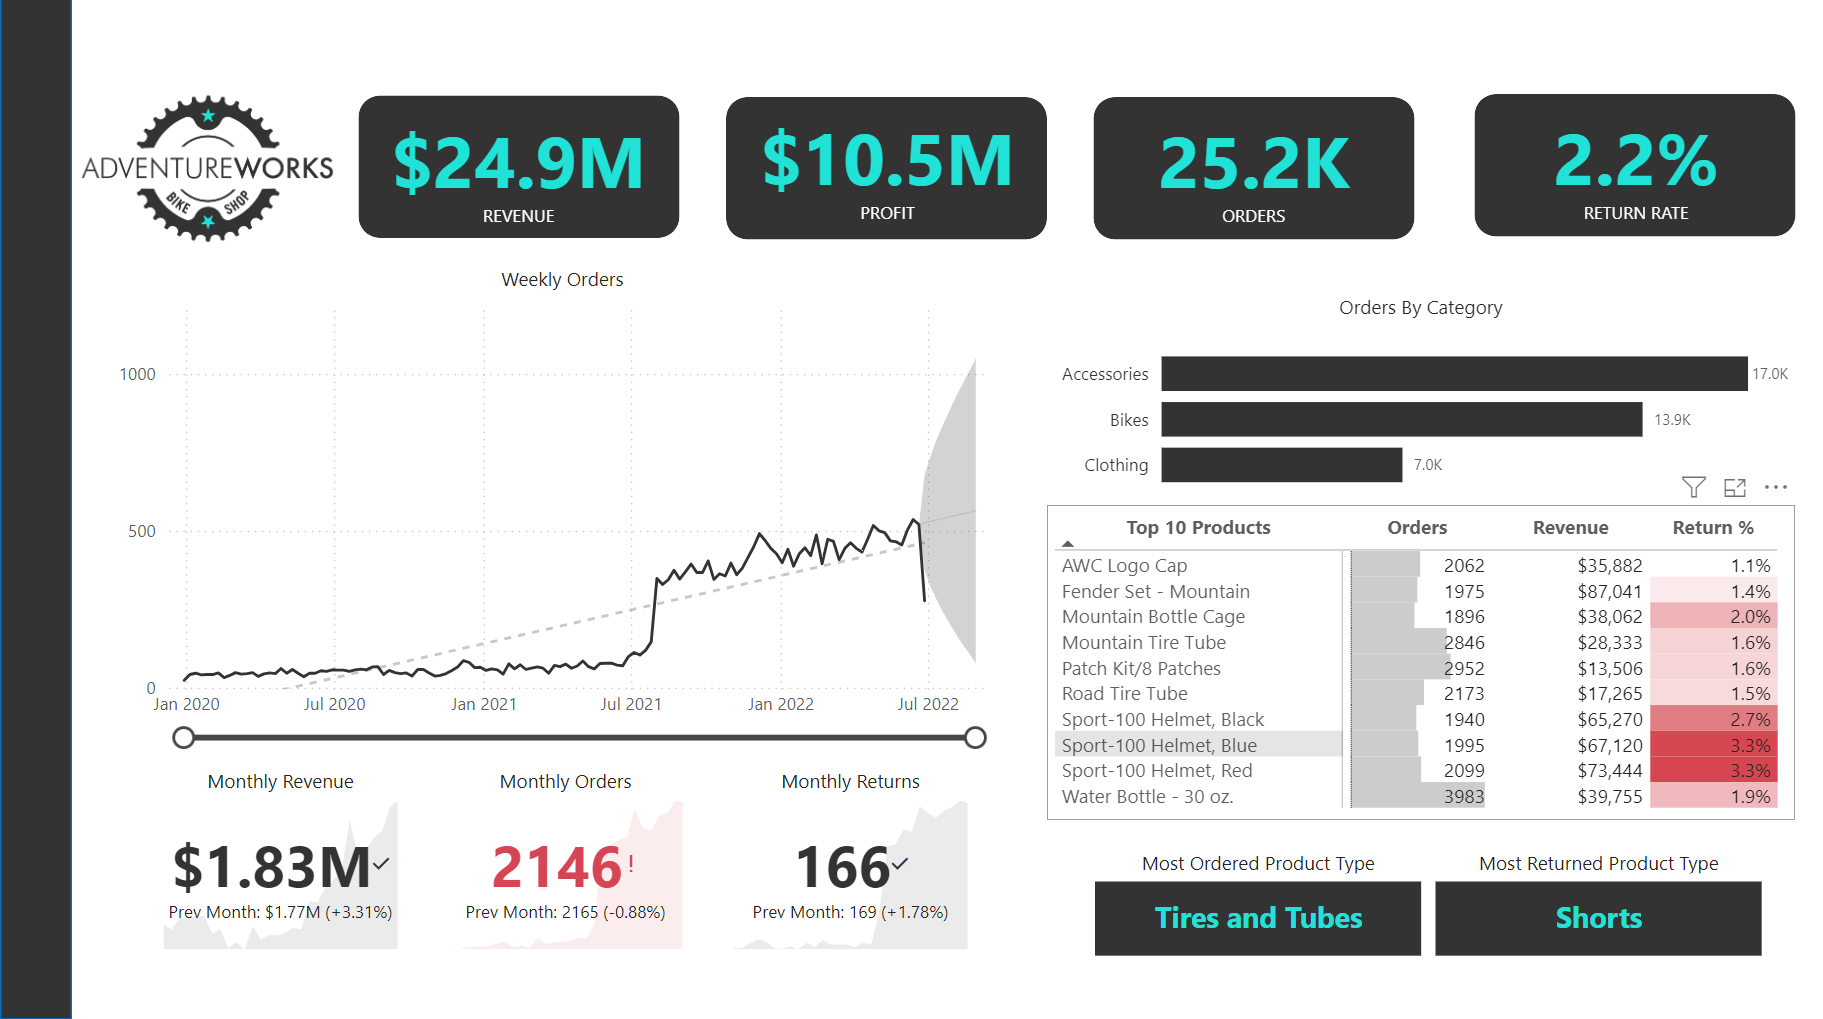 ADVENTUREWORKS
BIKE SHOP
$24.9M
REVENUE
$10.5M
PROFIT
25.2K
ORDERS
2.2%
RETURN RATE
Weekly Orders
1000
500
0
Jan 2020 Jul 2020 Jan 2021 Jul 2021 Jan 2022 Jul 2022
Orders By Category
Accessories 17.0K
Bikes 13.9K
Clothing 7.0K
Top 10 Products Orders Revenue Return %
AWC Logo Cap 2062 $35,882 1.1%
Fender Set - Mountain 1975 $87,041 1.4%
Mountain Bottle Cage 1896 $38,062 2.0%
Mountain Tire Tube 2846 $28,333 1.6%
Patch Kit/8 Patches 2952 $13,506 1.6%
Road Tire Tube 2173 $17,265 1.5%
Sport-100 Helmet, Black 1940 $65,270 2.7%
Sport-100 Helmet, Blue 1995 $67,120 3.3%
Sport-100 Helmet, Red 2099 $73,444 3.3%
Water Bottle - 30 oz. 3983 $39,755 1.9%
Monthly Revenue
$1.83M
Prev Month: $1.77M (+3.31%)
Monthly Orders
2146!
Prev Month: 2165 (-0.88%)
Monthly Returns
166
Prev Month: 169 (+1.78%)
Most Ordered Product Type
Tires and Tubes
Most Returned Product Type
Shorts